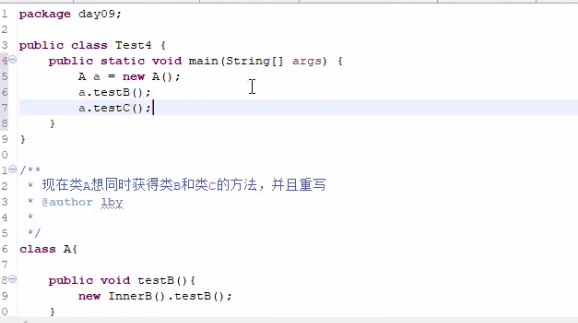 1 package day09;
2
3 public class Test4 {
4 public static void main(String[] args) {
5 A a = new A();
6 a.testB();
7 a.testC();
8 }
9 }
0
1 /**
2 * 现在类A想同时获得类B和类C的方法，并且重写
3 * @author lby
4 *
5 */
6 class A{
7
8 public void testB(){
9 new InnerB().testB();
0 }